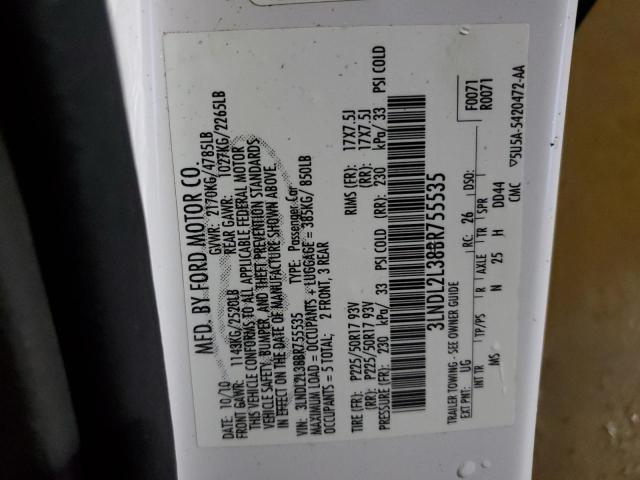 MFD. BY FORD MOTOR CO.
DATE: 10/10 GVWR: 2170KG/4785LB
FRONT GAWR: 1148KG/2528LB REAR GAWR: 1027KG/2265LB
THIS VEHICLE CONFORMS TO ALL APPLICABLE FEDERAL MOTOR
VEHICLE SAFETY, BUMPER, AND THEFT PREVENTION STANDARDS
IN EFFECT ON THE DATE OF MANUFACTURE SHOWN ABOVE.
VIN: 3LNDL2L38BR755535 TYPE: Passenger Car
MAXIMUM LOAD = OCCUPANTS + LUGGAGE = 385KG/ 850LB
OCCUPANTS = 5 TOTAL; 2 FRONT, 3 REAR
TIRE (FR): P225/50R17 93V RIMS (FR): 17X7.5J
(RR): P225/50R17 93V (RR): 17X7.5J
PRESSURE (FR): 230 kPa/ 33 PSI COLD (RR): 230 kPa/ 33 PSI COLD
3LNDL2L38BR755535
TRAILER TOWING - SEE OWNER GUIDE
EXT PNT: UG RC: 26 DSO: F0071
R0071
INT TR TP/PS R AXLE TR SPR
MS N 25 H DD44
CMC ▽5U5A-5420472-AA